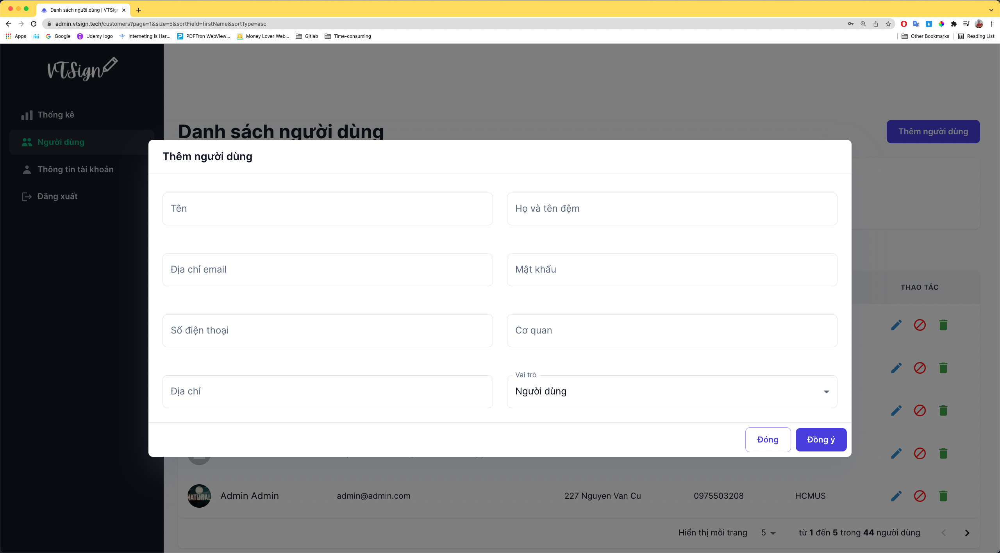 Danh sách người dùng | VTSign
admin.vtsign.tech/customers?page=1&size=5&sortField=firstName&sortType=asc
Apps TIKI Google Udemy logo Interneting Is Har... PDFTron WebView... Money Lover Web... Gitlab Time-consuming Other Bookmarks Reading List
VTSign
Thống kê
Người dùng
Thông tin tài khoản
Đăng xuất
Danh sách người dùng
Thêm người dùng
Thêm người dùng
Tên
Họ và tên đệm
Địa chỉ email
Mật khẩu
Số điện thoại
Cơ quan
Địa chỉ
Vai trò
Người dùng
Đóng
Đồng ý
THAO TÁC
NATURAL
Admin Admin admin@admin.com 227 Nguyen Van Cu 0975503208 HCMUS
Hiển thị mỗi trang 5 từ 1 đến 5 trong 44 người dùng